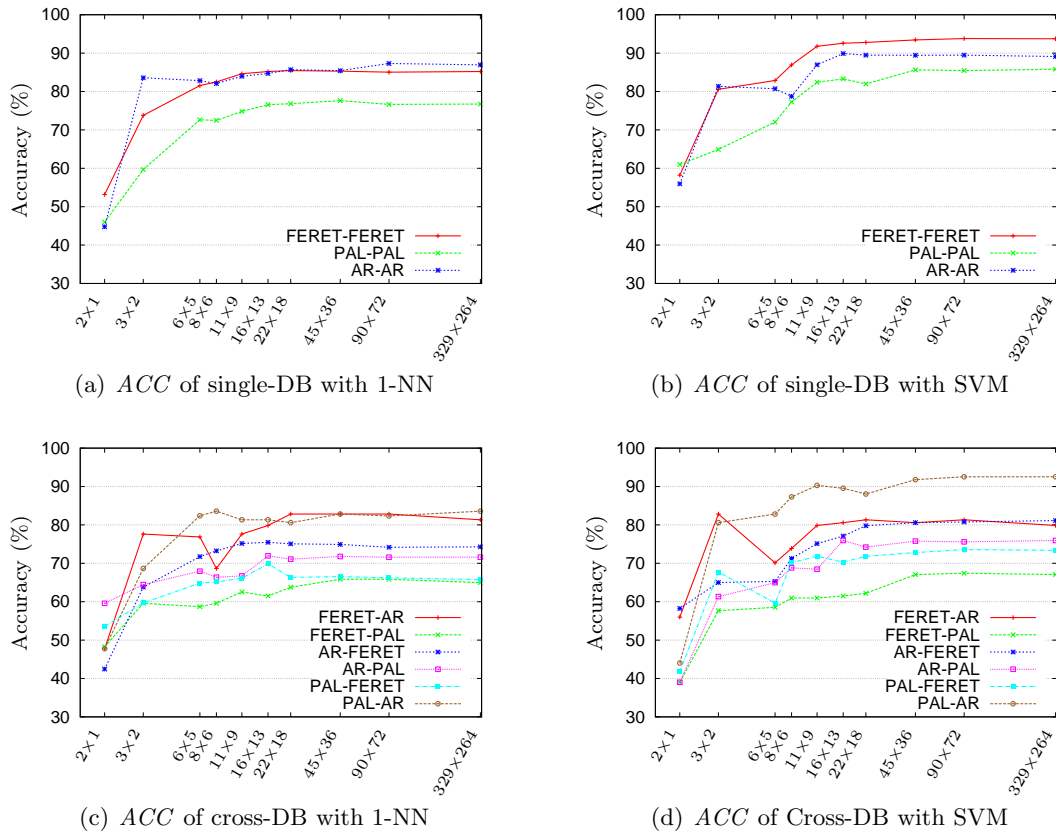 100
90
80
70
60
50
40
30
Accuracy (%)
FERET-FERET
PAL-PAL
AR-AR
2×1
3×2
6×5
8×6
11×9
16×13
22×18
45×36
90×72
329×264
(a) ACC of single-DB with 1-NN
100
90
80
70
60
50
40
30
Accuracy (%)
FERET-FERET
PAL-PAL
AR-AR
2×1
3×2
6×5
8×6
11×9
16×13
22×18
45×36
90×72
329×264
(b) ACC of single-DB with SVM
100
90
80
70
60
50
40
30
Accuracy (%)
FERET-AR
FERET-PAL
AR-FERET
AR-PAL
PAL-FERET
PAL-AR
2×1
3×2
6×5
8×6
11×9
16×13
22×18
45×36
90×72
329×264
(c) ACC of cross-DB with 1-NN
100
90
80
70
60
50
40
30
Accuracy (%)
FERET-AR
FERET-PAL
AR-FERET
AR-PAL
PAL-FERET
PAL-AR
2×1
3×2
6×5
8×6
11×9
16×13
22×18
45×36
90×72
329×264
(d) ACC of Cross-DB with SVM